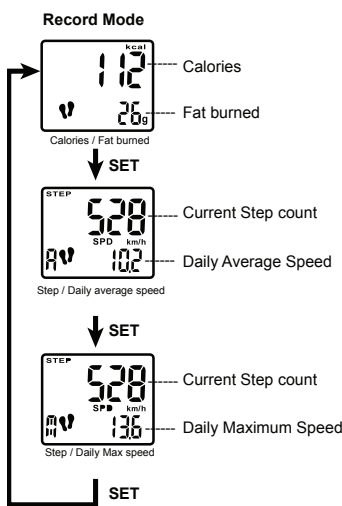 Record Mode
kcal
112
Calories
26g
Fat burned
Calories / Fat burned
SET
STEP
528
Current Step count
SPD km/h
A 10.2
Daily Average Speed
Step / Daily average speed
SET
STEP
528
Current Step count
SPD km/h
M 13.6
Daily Maximum Speed
Step / Daily Max speed
SET